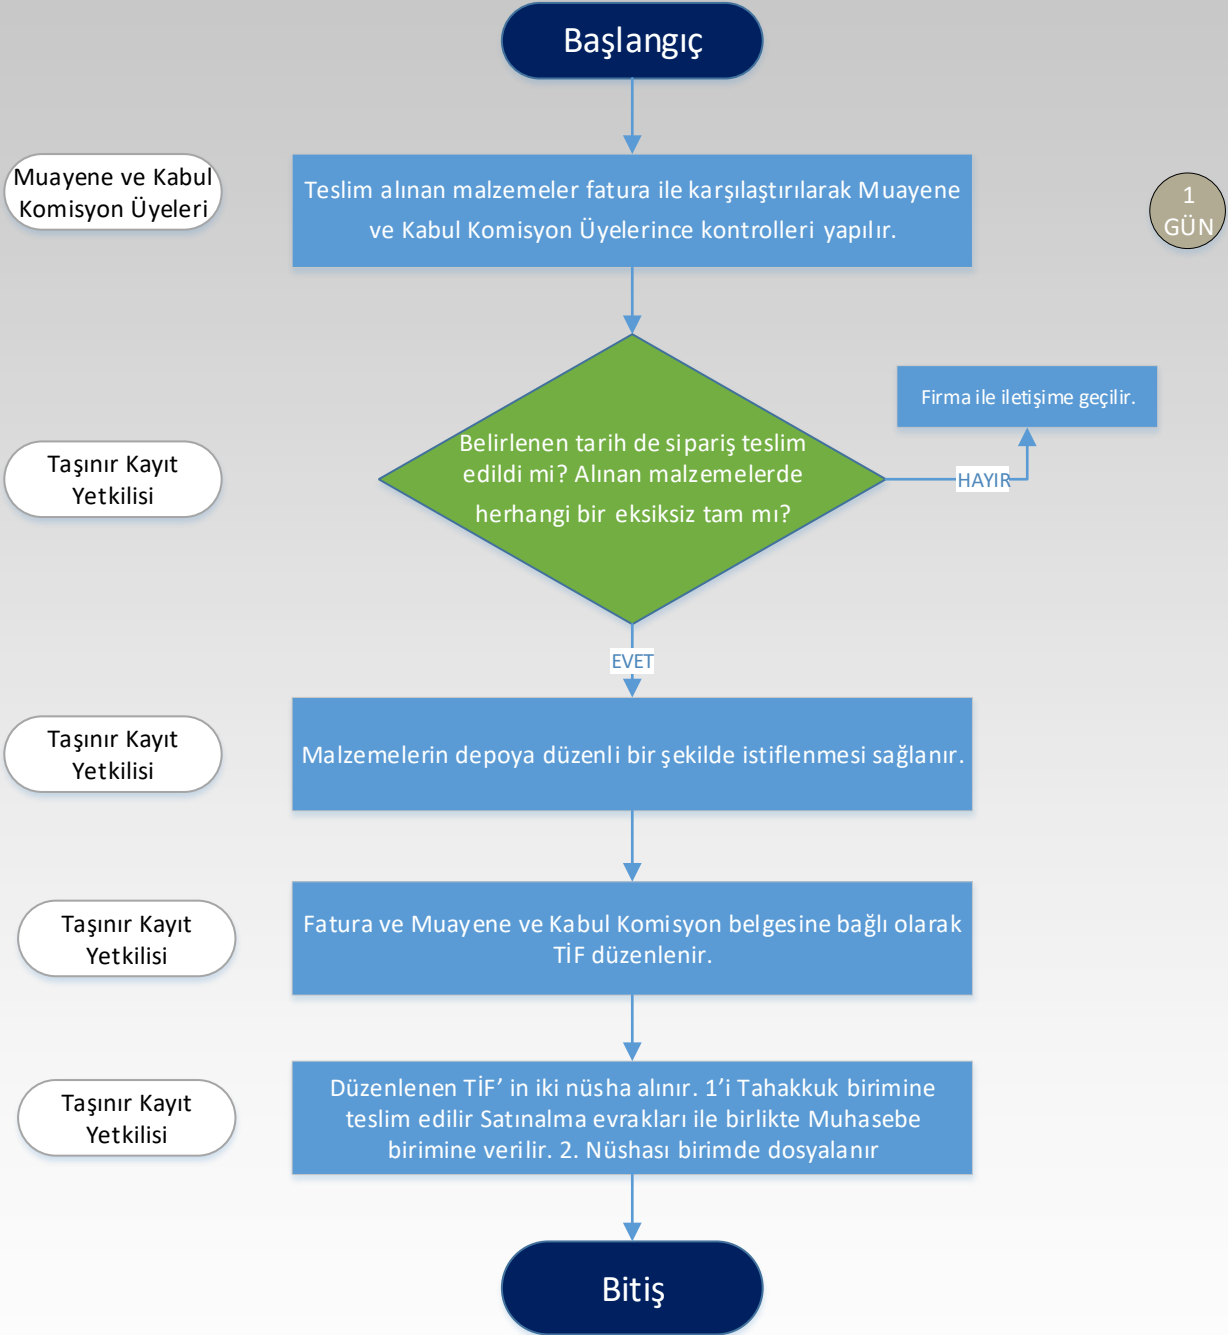 Başlangıç
Muayene ve Kabul
Komisyon Üyeleri
Teslim alınan malzemeler fatura ile karşılaştırılarak Muayene
ve Kabul Komisyon Üyelerince kontrolleri yapılır.
1
GÜN
Taşınır Kayıt
Yetkilisi
Belirlenen tarih de sipariş teslim
edildi mi? Alınan malzemelerde
herhangi bir eksiksiz tam mı?
HAYIR
Firma ile iletişime geçilir.
EVET
Taşınır Kayıt
Yetkilisi
Malzemelerin depoya düzenli bir şekilde istiflenmesi sağlanır.
Taşınır Kayıt
Yetkilisi
Fatura ve Muayene ve Kabul Komisyon belgesine bağlı olarak
TİF düzenlenir.
Taşınır Kayıt
Yetkilisi
Düzenlenen TİF’ in iki nüsha alınır. 1’i Tahakkuk birimine
teslim edilir Satınalma evrakları ile birlikte Muhasebe
birimine verilir. 2. Nüshası birimde dosyalanır
Bitiş